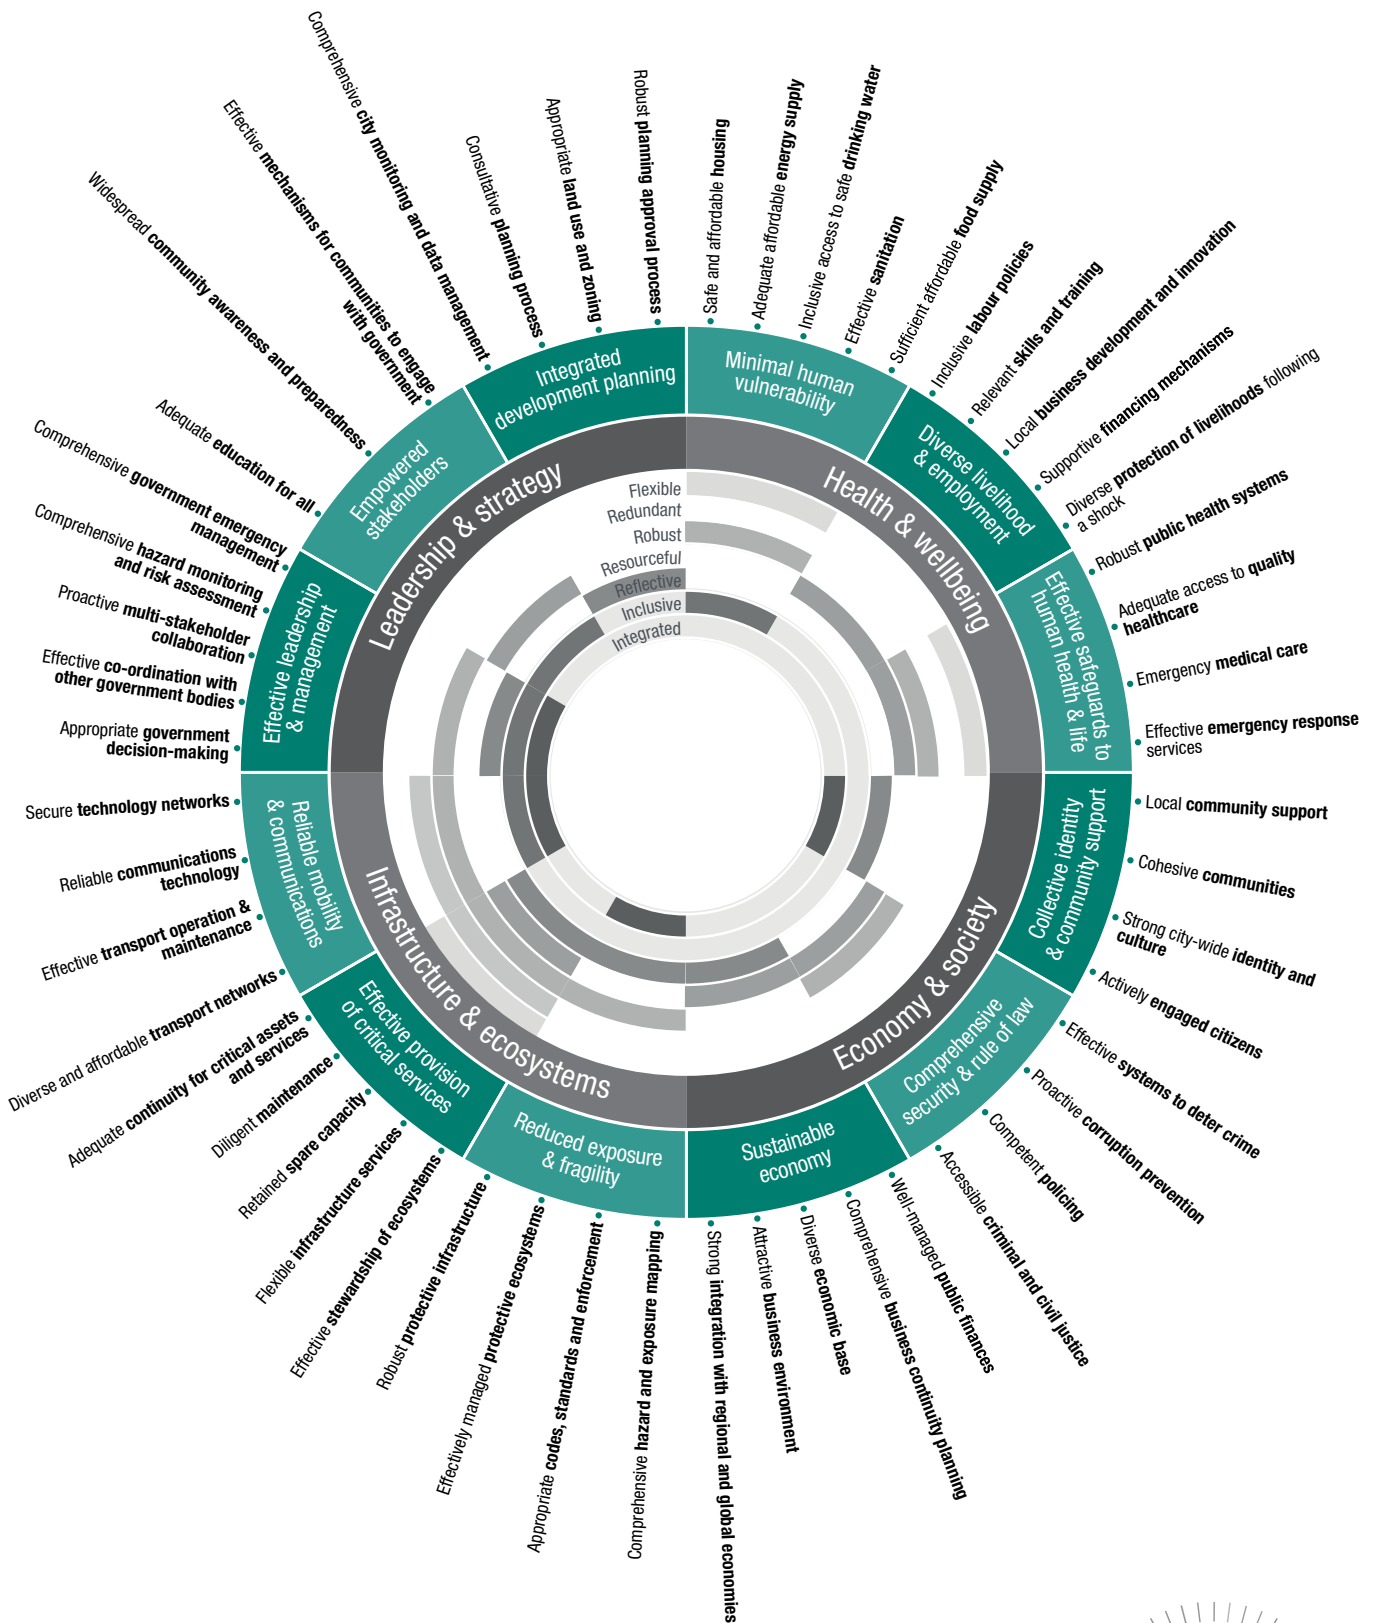 Safe and affordable housing
Adequate affordable energy supply
Inclusive access to safe drinking water
Effective sanitation
Sufficient affordable food supply
Inclusive labour policies
Relevant skills and training
Local business development and innovation
Supportive financing mechanisms
Diverse protection of livelihoods following
a shock
Robust public health systems
Adequate access to quality
healthcare
Emergency medical care
Effective emergency response
services
Local community support
Cohesive communities
Strong city-wide identity and
culture
Actively engaged citizens
Effective systems to deter crime
Proactive corruption prevention
Competent policing
Accessible criminal and civil justice
Well-managed public finances
Comprehensive business continuity planning
Diverse economic base
Attractive business environment
Strong integration with regional and global economies
Comprehensive hazard and exposure mapping
Appropriate codes, standards and enforcement
Effectively managed protective ecosystems
Robust protective infrastructure
Effective stewardship of ecosystems
Flexible infrastructure services
Retained spare capacity
Diligent maintenance
Adequate continuity for critical assets
and services
Diverse and affordable transport networks
Effective transport operation &
maintenance
Reliable communications
technology
Secure technology networks
Appropriate government
decision-making
Effective co-ordination with
other government bodies
Proactive multi-stakeholder
collaboration
Comprehensive hazard monitoring
and risk assessment
Comprehensive government emergency
management
Adequate education for all
Widespread community awareness and preparedness
Effective mechanisms for communities to engage
with government
Comprehensive city monitoring and data management
Consultative planning process
Appropriate land use and zoning
Robust planning approval process
Minimal human
vulnerability
Diverse livelihood
& employment
Effective safeguards to
human health & life
Collective identity
& community support
Comprehensive
security & rule of law
Sustainable
economy
Reduced exposure
& fragility
Effective provision
of critical services
Reliable mobility
& communications
Effective leadership
& management
Empowered
stakeholders
Integrated
development planning
Health & wellbeing
Economy & society
Infrastructure & ecosystems
Leadership & strategy
Flexible
Redundant
Robust
Resourceful
Reflective
Inclusive
Integrated